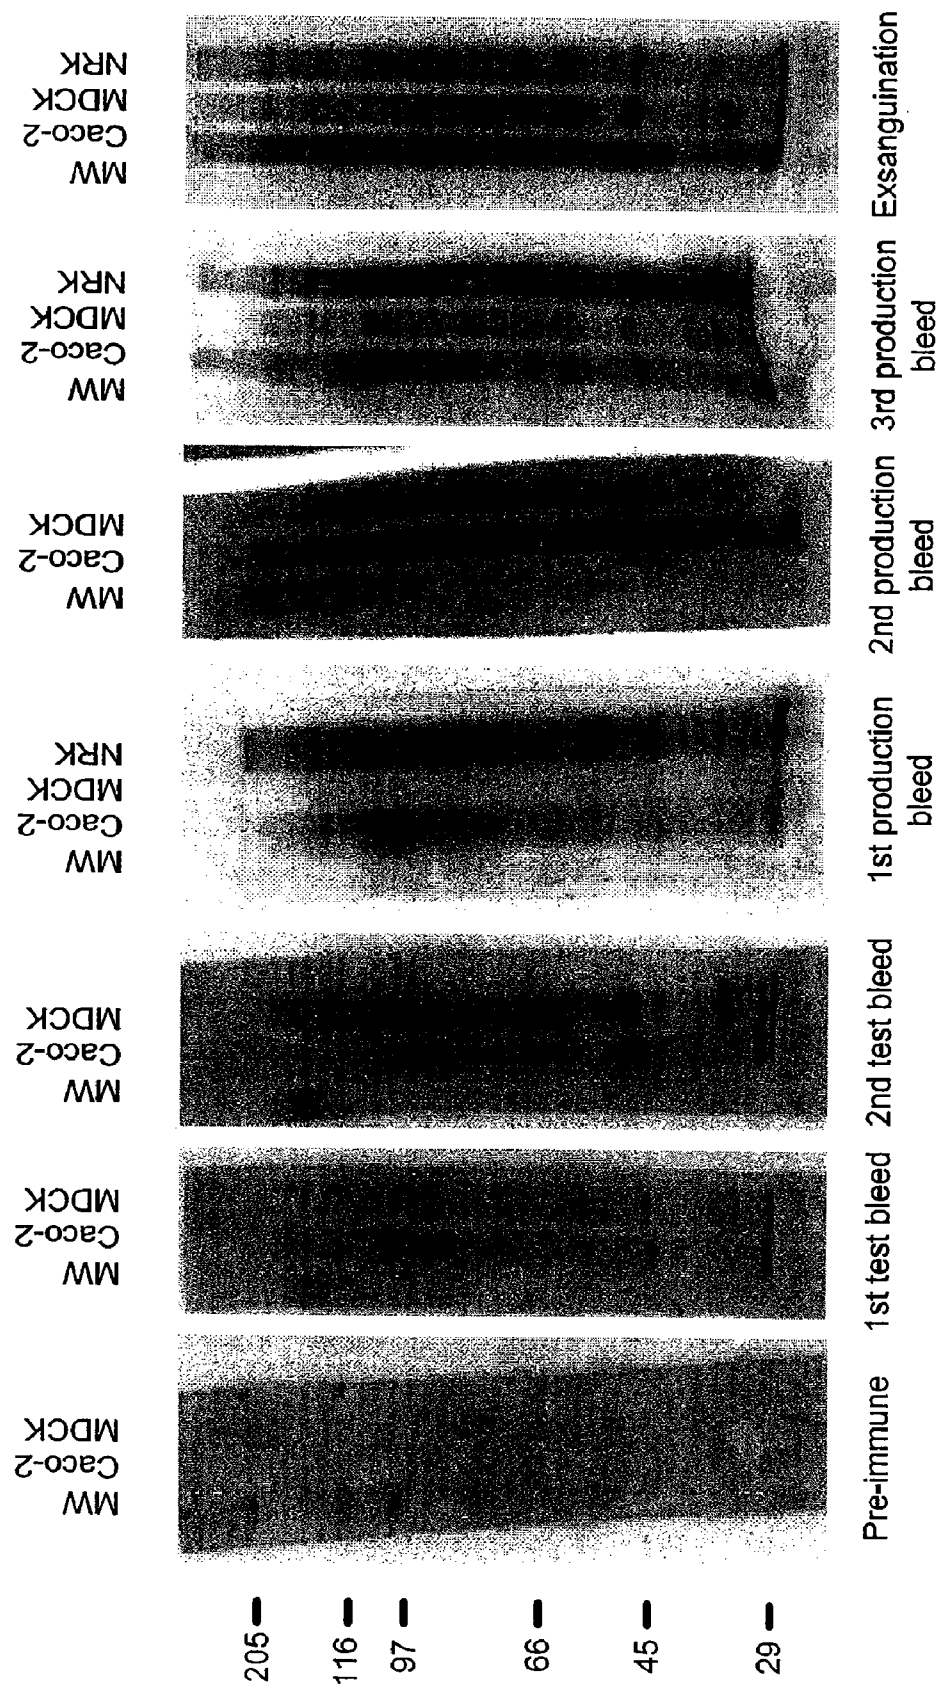 205
116
97
66
45
29
MW
Caco-2
MDCK
Pre-immune
MW
Caco-2
MDCK
1st test bleed
MW
Caco-2
MDCK
2nd test bleed
MW
Caco-2
MDCK
NRK
1st production
bleed
MW
Caco-2
MDCK
2nd production
bleed
MW
Caco-2
MDCK
NRK
3rd production
bleed
MW
Caco-2
MDCK
NRK
Exsanguination